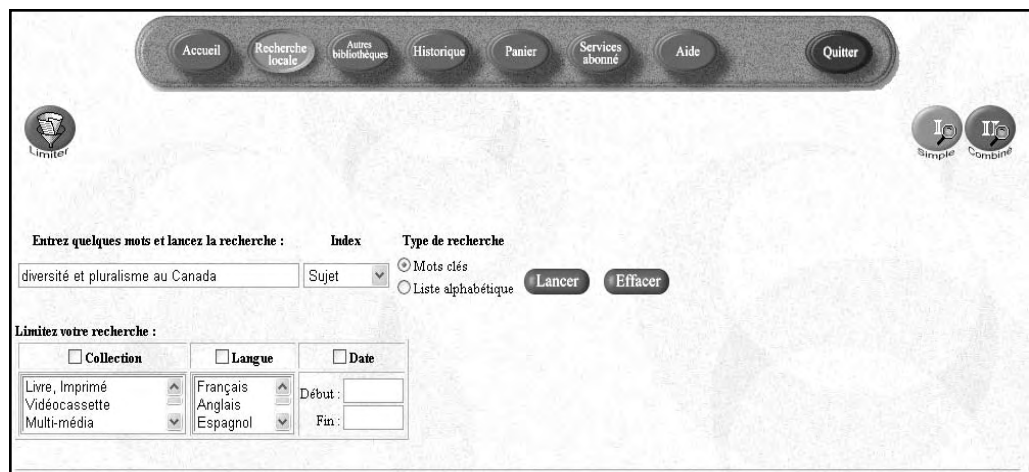 Accueil
Recherche
locale
Autres
bibliothèques
Historique
Panier
Services
abonné
Aide
Quitter
Limiter
Simple
Combiné
Entrez quelques mots et lancez la recherche :
Index
Type de recherche
diversité et pluralisme au Canada
Sujet
Mots clés
Liste alphabétique
Lancer
Effacer
Limitez votre recherche :
Collection
Langue
Date
Livre, Imprimé
Vidéocassette
Multi-média
Français
Anglais
Espagnol
Début :
Fin :